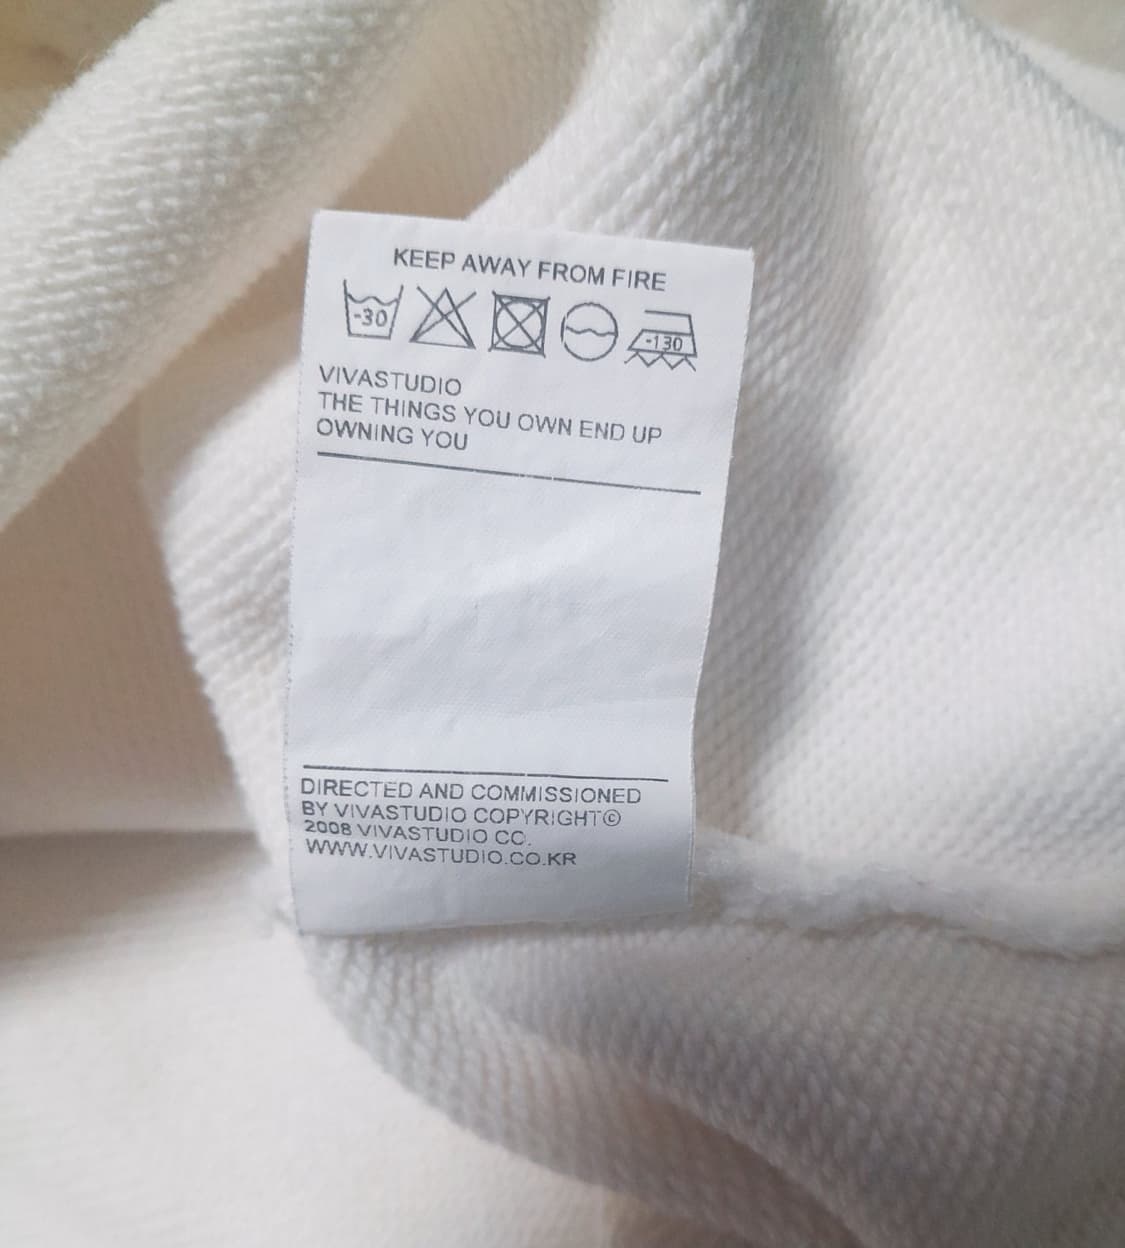 KEEP AWAY FROM FIRE
-30 -130
VIVASTUDIO
THE THINGS YOU OWN END UP
OWNING YOU
DIRECTED AND COMMISSIONED
BY VIVASTUDIO COPYRIGHT©
2008 VIVASTUDIO CO.
WWW.VIVASTUDIO.CO.KR